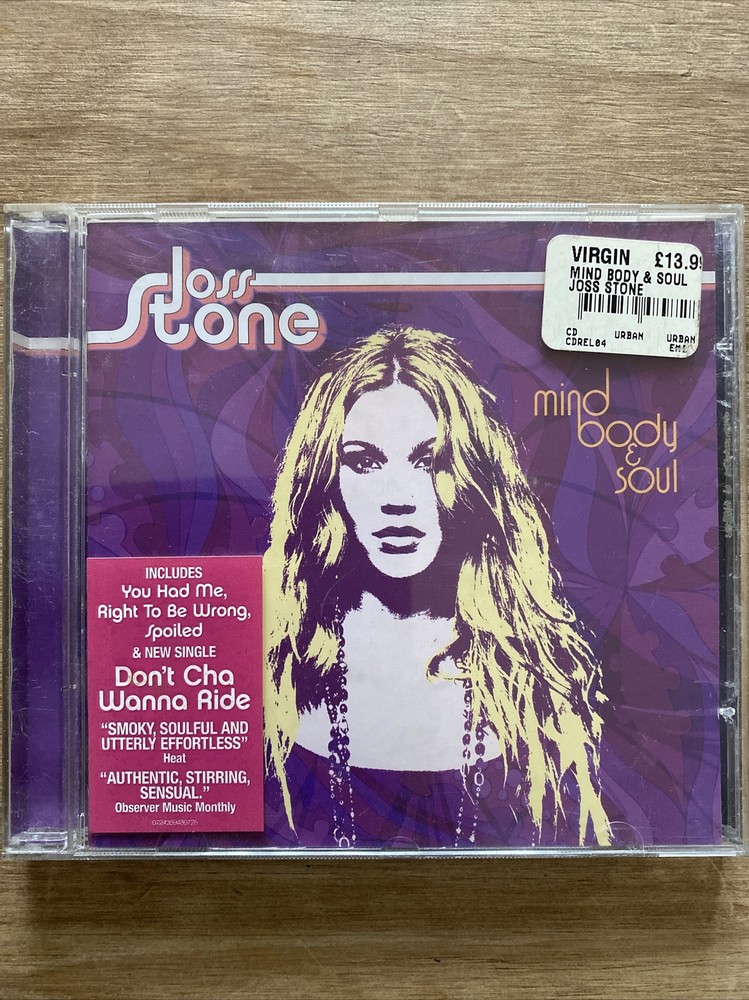 Joss
Stone
VIRGIN £13.9
MIND BODY & SOUL
JOSS STONE
CD URBAN URBAN
CDREL04 EMI
mind
body
&
soul
INCLUDES
You Had Me,
Right To Be Wrong,
Spoiled
& NEW SINGLE
Don't Cha
Wanna Ride
"SMOKY, SOULFUL AND
UTTERLY EFFORTLESS"
Heat
"AUTHENTIC, STIRRING,
SENSUAL."
Observer Music Monthly